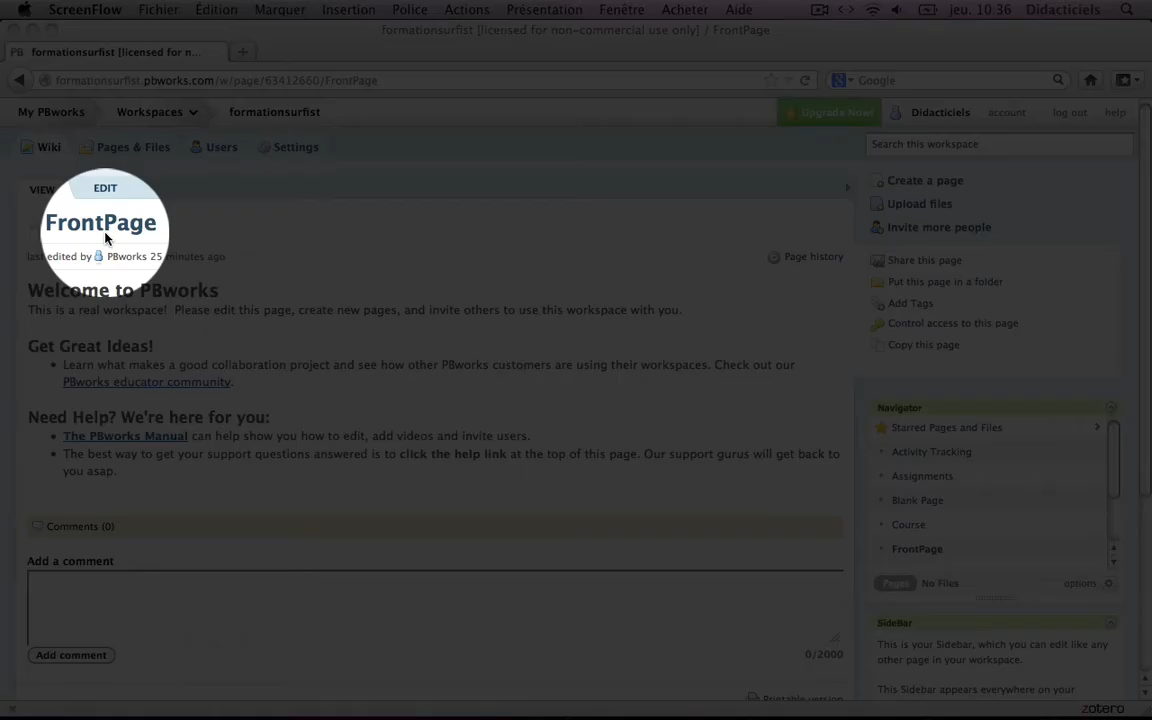 ScreenFlow Fichier Édition Marquer Insertion Police Actions Présentation Fenêtre Acheter Aide jeu. 10:36 Didacticiels
formationsurfist [licensed for non-commercial use only] / FrontPage
PB formationsurfist [licensed for n...
formationsurfist.pbworks.com/w/page/63412660/FrontPage Google
My PBworks Workspaces formationsurfist Upgrade Now! Didacticiels account log out help
Wiki Pages & Files Users Settings Search this workspace
VIEW EDIT
FrontPage
last edited by PBworks 25 minutes ago Page history
Welcome to PBworks
This is a real workspace! Please edit this page, create new pages, and invite others to use this workspace with you.
Get Great Ideas!
Learn what makes a good collaboration project and see how other PBworks customers are using their workspaces. Check out our
PBworks educator community.
Need Help? We're here for you:
The PBworks Manual can help show you how to edit, add videos and invite users.
The best way to get your support questions answered is to click the help link at the top of this page. Our support gurus will get back to
you asap.
Comments (0)
Add a comment
Add comment 0/2000
Printable version
Create a page
Upload files
Invite more people
Share this page
Put this page in a folder
Add Tags
Control access to this page
Copy this page
Navigator
Starred Pages and Files
Activity Tracking
Assignments
Blank Page
Course
FrontPage
Pages No Files options
SideBar
This is your Sidebar, which you can edit like any
other page in your workspace.
This Sidebar appears everywhere on your
zotero